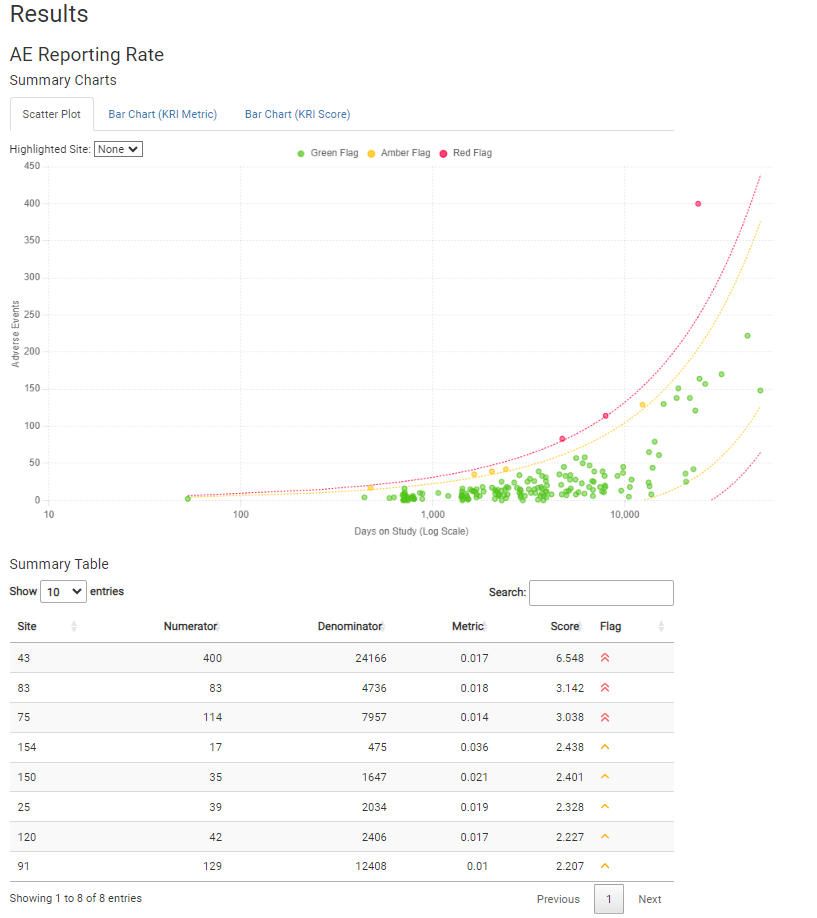 Results
AE Reporting Rate
Summary Charts
Scatter Plot Bar Chart (KRI Metric) Bar Chart (KRI Score)
Highlighted Site: None
Green Flag Amber Flag Red Flag
450
400
350
300
250
200
150
100
50
0
Adverse Events
10 100 1,000 10,000
Days on Study (Log Scale)
Summary Table
Show 10 entries Search:
Site Numerator Denominator Metric Score Flag
43 400 24166 0.017 6.548
83 83 4736 0.018 3.142
75 114 7957 0.014 3.038
154 17 475 0.036 2.438
150 35 1647 0.021 2.401
25 39 2034 0.019 2.328
120 42 2406 0.017 2.227
91 129 12408 0.01 2.207
Showing 1 to 8 of 8 entries Previous 1 Next